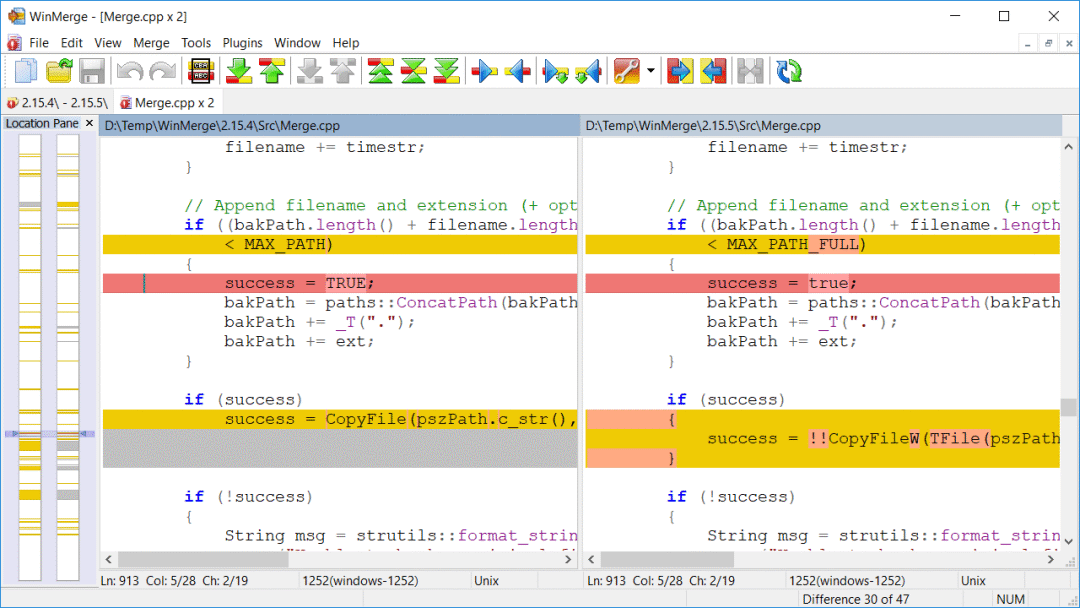 WinMerge - [Merge.cpp x 2]
File Edit View Merge Tools Plugins Window Help
2.15.4\ - 2.15.5\ Merge.cpp x 2
Location Pane
D:\Temp\WinMerge\2.15.4\Src\Merge.cpp
filename += timestr;
}
// Append filename and extension (+ opt
if ((bakPath.length() + filename.length
< MAX_PATH)
{
success = TRUE;
bakPath = paths::ConcatPath(bakPath
bakPath += _T(".");
bakPath += ext;
}
if (success)
success = CopyFile(pszPath.c_str(),
if (!success)
{
String msg = strutils::format_strin
Ln: 913 Col: 5/28 Ch: 2/19 1252(windows-1252) Unix
D:\Temp\WinMerge\2.15.5\Src\Merge.cpp
filename += timestr;
}
// Append filename and extension (+ opt
if ((bakPath.length() + filename.length
< MAX_PATH_FULL)
{
success = true;
bakPath = paths::ConcatPath(bakPath
bakPath += _T(".");
bakPath += ext;
}
if (success)
{
success = !!CopyFileW(TFile(pszPath
}
if (!success)
{
String msg = strutils::format_strin
Ln: 913 Col: 5/28 Ch: 2/19 1252(windows-1252) Unix
Difference 30 of 47 NUM